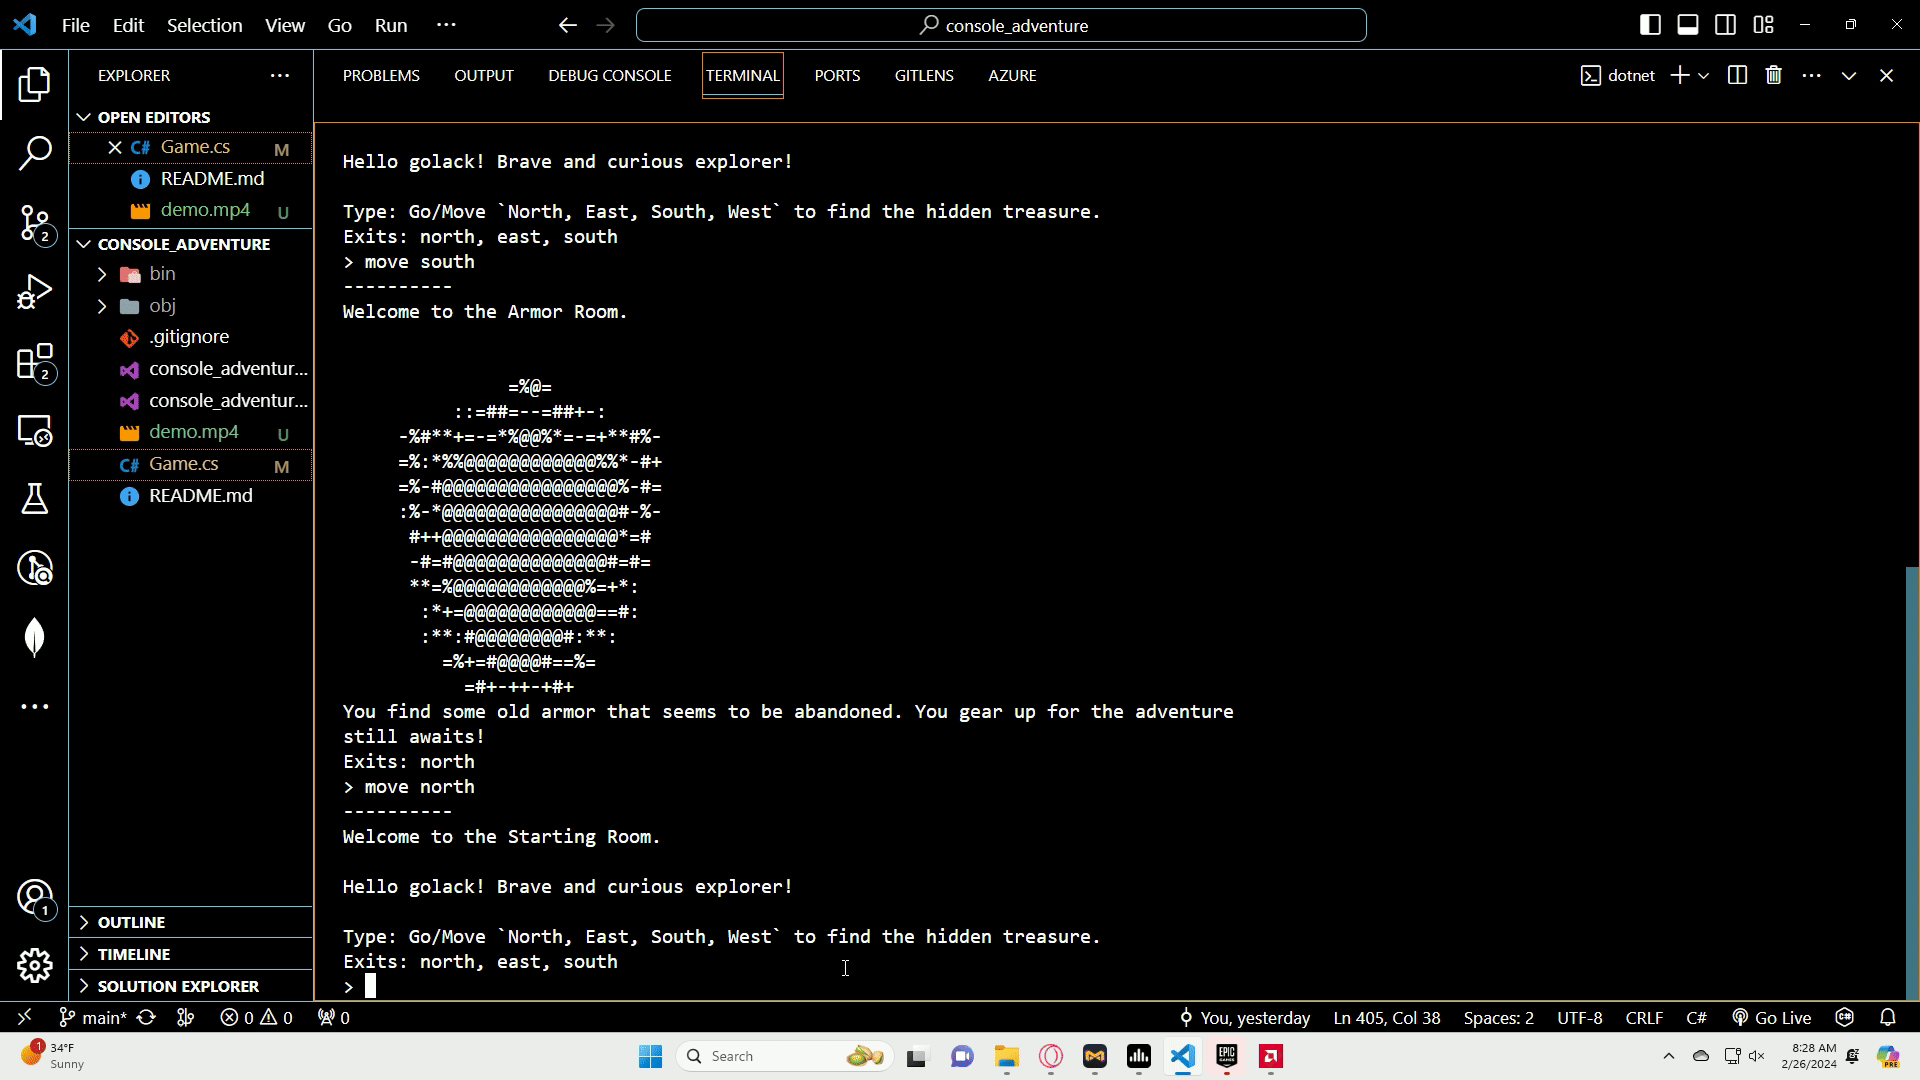 File Edit Selection View Go Run ···
console_adventure
EXPLORER ···
PROBLEMS OUTPUT DEBUG CONSOLE TERMINAL PORTS GITLENS AZURE
dotnet
OPEN EDITORS
C# Game.cs M
README.md
demo.mp4 U
CONSOLE_ADVENTURE
bin
obj
.gitignore
console_adventur...
console_adventur...
demo.mp4 U
C# Game.cs M
README.md
OUTLINE
TIMELINE
SOLUTION EXPLORER
2
2
1
Hello golack! Brave and curious explorer!
Type: Go/Move `North, East, South, West` to find the hidden treasure.
Exits: north, east, south
> move south
----------
Welcome to the Armor Room.
=%@=
::=##=--=##+-:
-%#**+=-=*%@@%*=-=+**#%-
=%:*%%@@@@@@@@@@@@%%*-#+
=%-#@@@@@@@@@@@@@@@@%-#=
:%-*@@@@@@@@@@@@@@@@#-%-
#++@@@@@@@@@@@@@@@@*=#
-#=#@@@@@@@@@@@@@@#=#=
**=%@@@@@@@@@@@@%=+*:
:*+=@@@@@@@@@@@@==#:
:**:#@@@@@@@@#:**:
=%+=#@@@@#==%=
=#+-++-+#+
You find some old armor that seems to be abandoned. You gear up for the adventure
still awaits!
Exits: north
> move north
----------
Welcome to the Starting Room.
Hello golack! Brave and curious explorer!
Type: Go/Move `North, East, South, West` to find the hidden treasure.
Exits: north, east, south
>
main* 0 0 0 You, yesterday Ln 405, Col 38 Spaces: 2 UTF-8 CRLF C# Go Live
1 34°F
Sunny
Search
EPIC GAMES
PRE
8:28 AM
2/26/2024